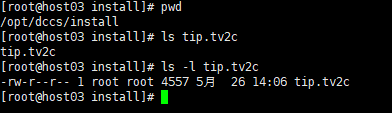 [root@host03 install]# pwd
/opt/dccs/install
[root@host03 install]# ls tip.tv2c
tip.tv2c
[root@host03 install]# ls -l tip.tv2c
-rw-r--r-- 1 root root 4557 5月  26 14:06 tip.tv2c
[root@host03 install]#